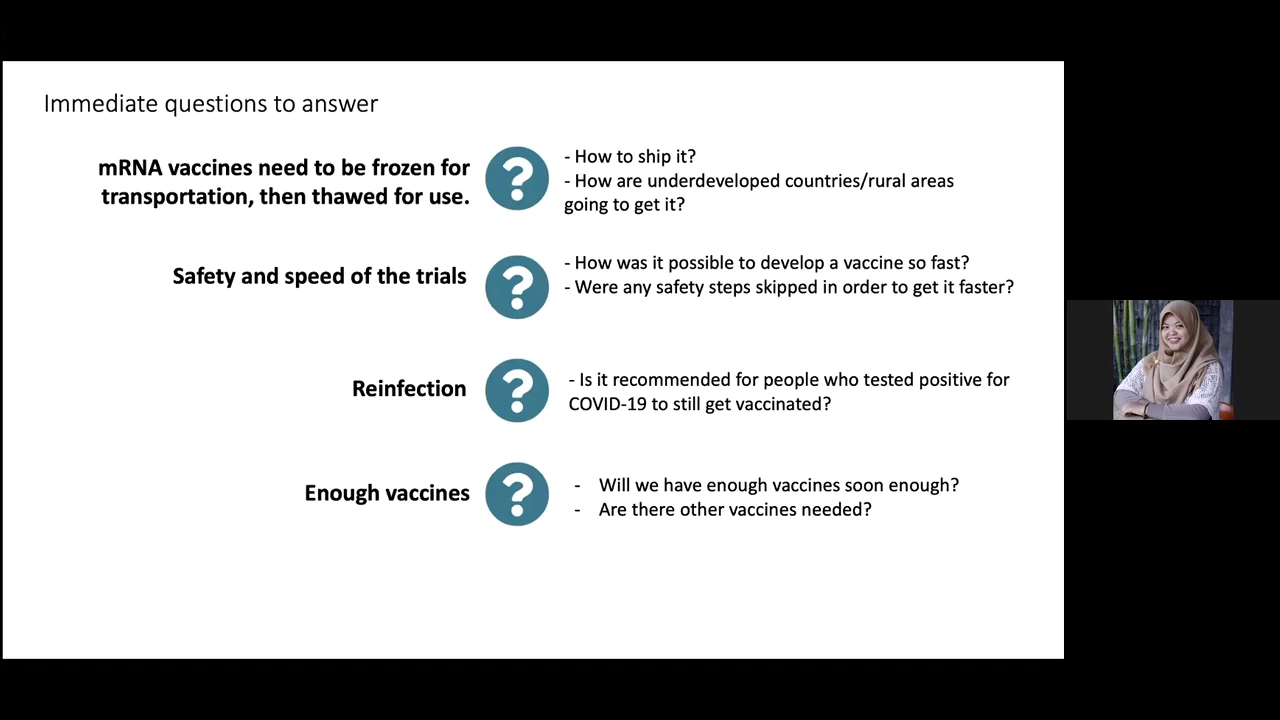 Immediate questions to answer
mRNA vaccines need to be frozen for
transportation, then thawed for use.
- How to ship it?
- How are underdeveloped countries/rural areas
going to get it?
Safety and speed of the trials
- How was it possible to develop a vaccine so fast?
- Were any safety steps skipped in order to get it faster?
Reinfection
- Is it recommended for people who tested positive for
COVID-19 to still get vaccinated?
Enough vaccines
- Will we have enough vaccines soon enough?
- Are there other vaccines needed?